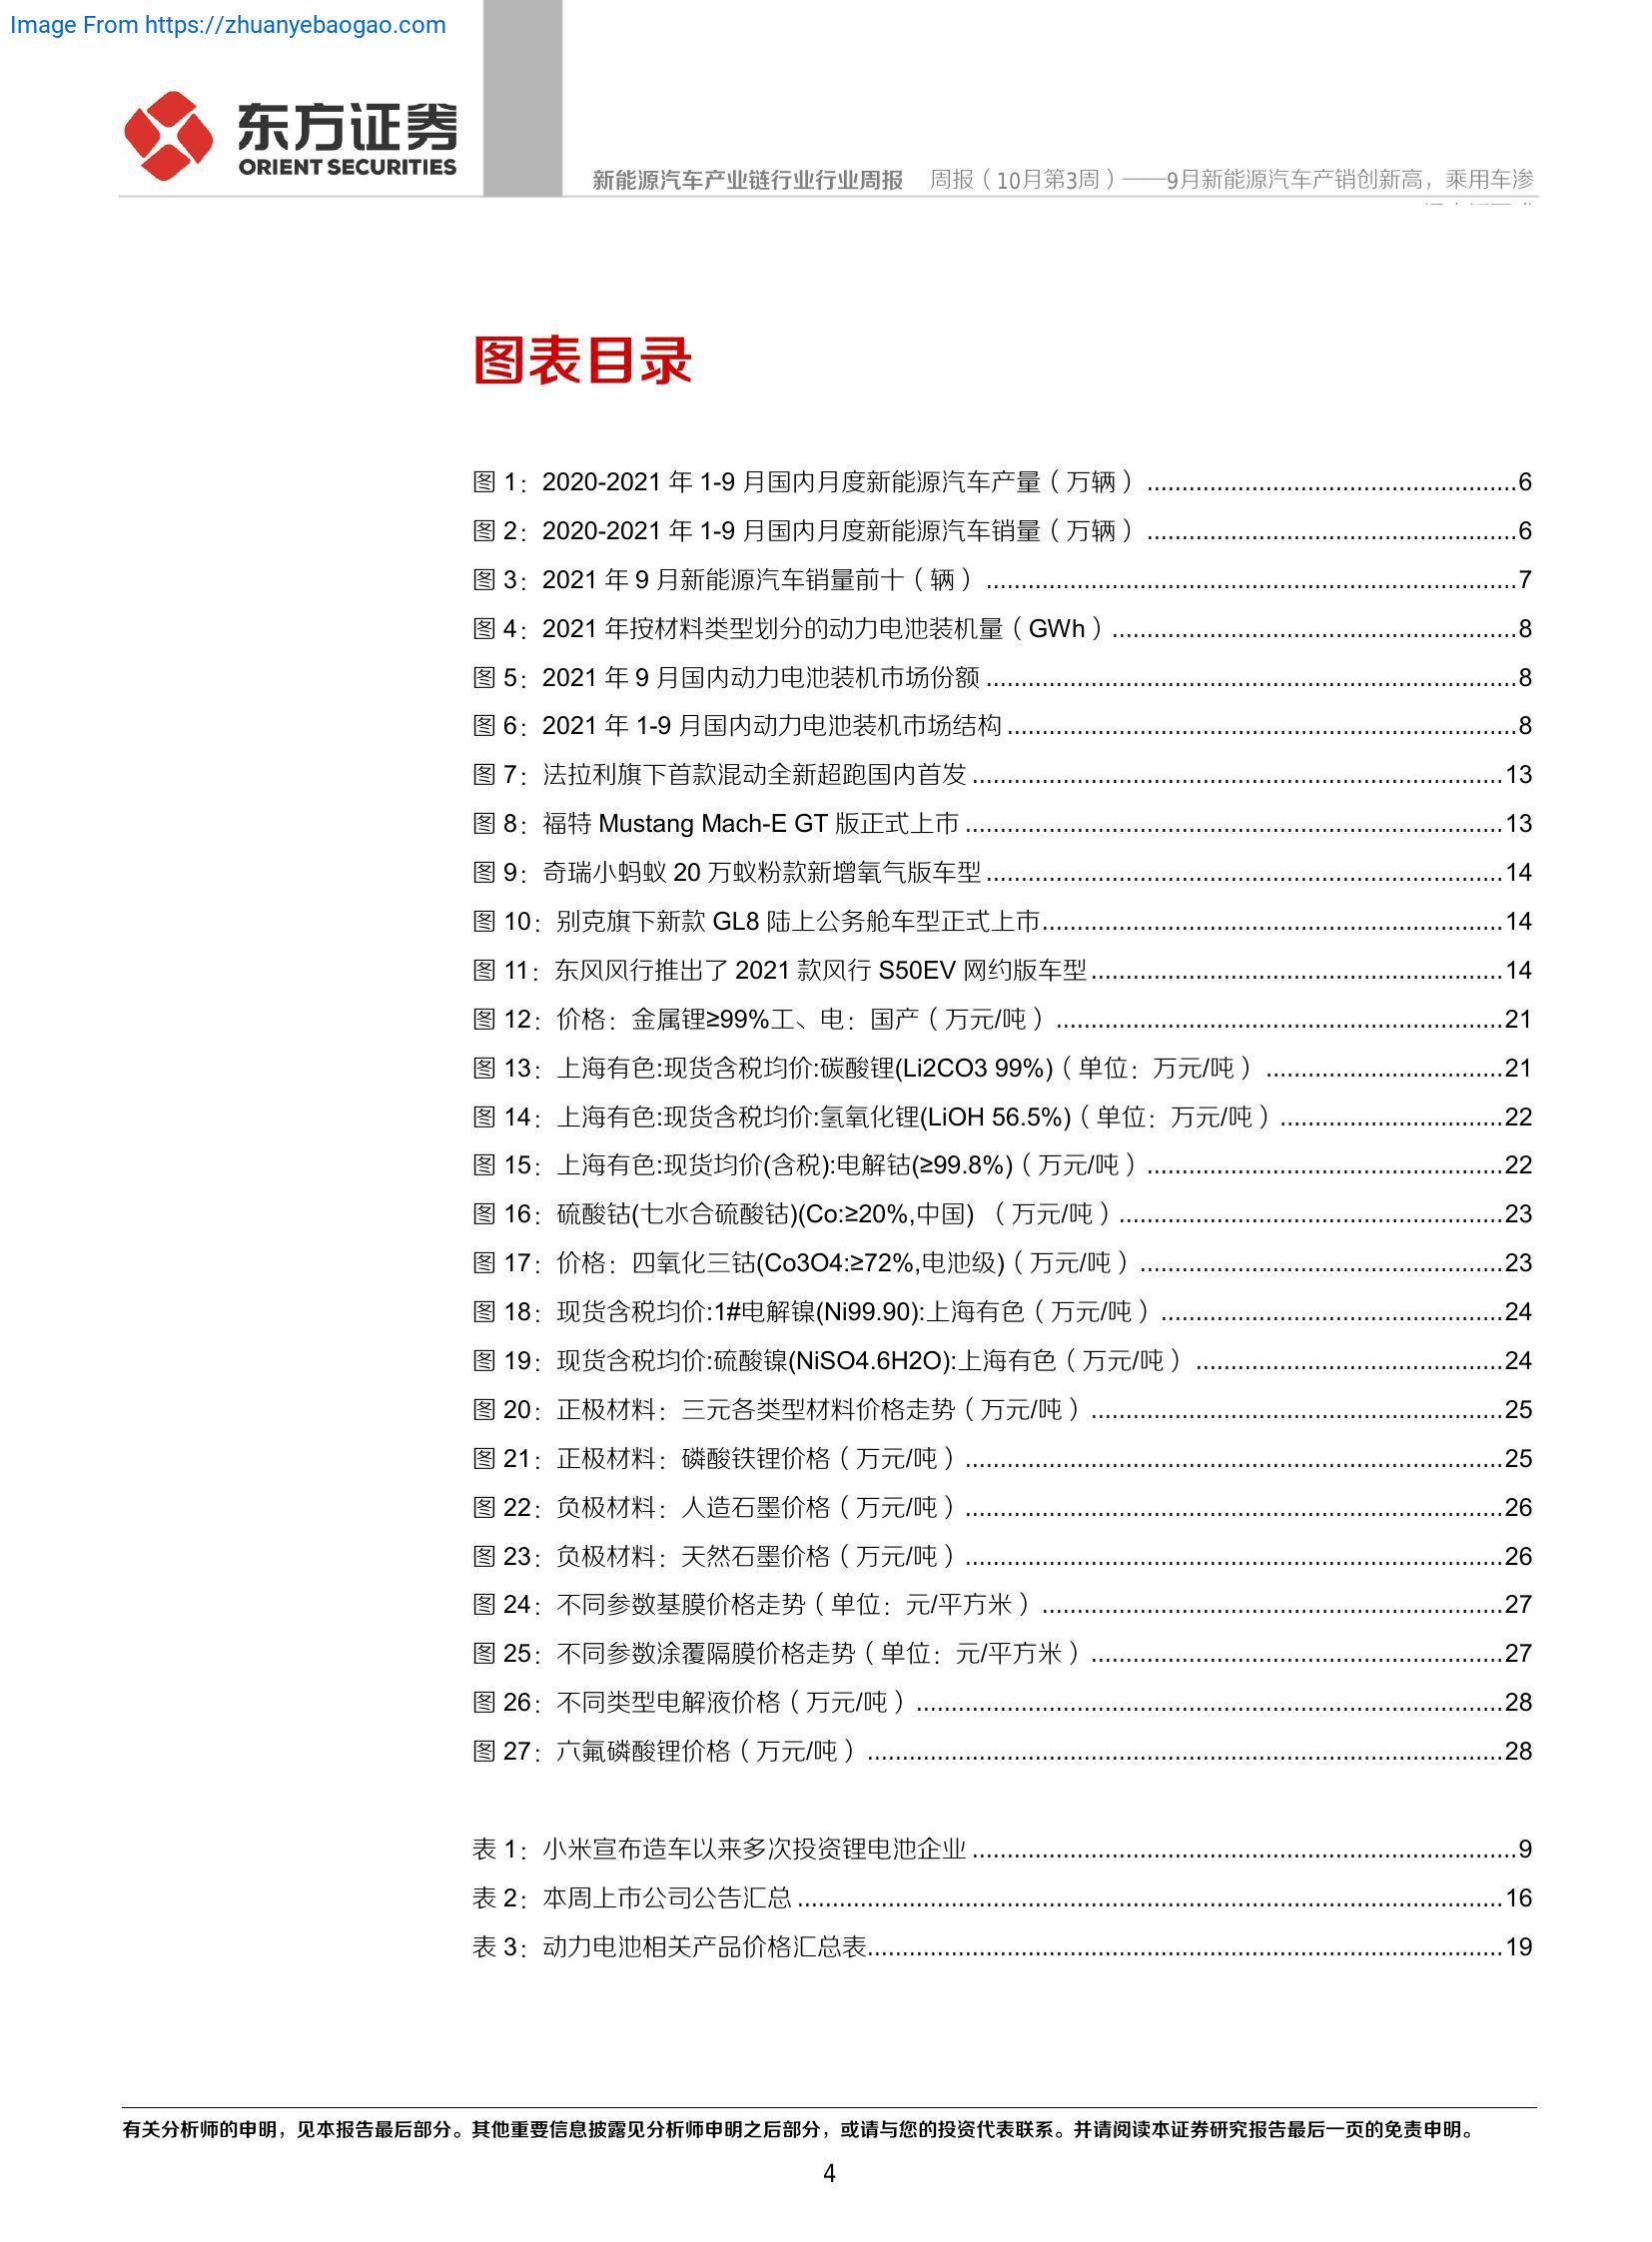 Image From https://zhuanyebaogao.com
东方证券
ORIENT SECURITIES
新能源汽车产业链行业行业周报 周报（10月第3周）——9月新能源汽车产销创新高，乘用车渗
图表目录
图 1：2020-2021 年 1-9 月国内月度新能源汽车产量（万辆）.....................................................6
图 2：2020-2021 年 1-9 月国内月度新能源汽车销量（万辆）.....................................................6
图 3：2021 年 9 月新能源汽车销量前十（辆）............................................................................7
图 4：2021 年按材料类型划分的动力电池装机量（GWh）..........................................................8
图 5：2021 年 9 月国内动力电池装机市场份额............................................................................8
图 6：2021 年 1-9 月国内动力电池装机市场结构.........................................................................8
图 7：法拉利旗下首款混动全新超跑国内首发............................................................................13
图 8：福特 Mustang Mach-E GT 版正式上市.............................................................................13
图 9：奇瑞小蚂蚁 20 万蚁粉款新增氧气版车型..........................................................................14
图 10：别克旗下新款 GL8 陆上公务舱车型正式上市..................................................................14
图 11：东风风行推出了 2021 款风行 S50EV 网约版车型...........................................................14
图 12：价格：金属锂≥99%工、电：国产（万元/吨）................................................................21
图 13：上海有色:现货含税均价:碳酸锂(Li2CO3 99%)（单位：万元/吨）..................................21
图 14：上海有色:现货含税均价:氢氧化锂(LiOH 56.5%)（单位：万元/吨）................................22
图 15：上海有色:现货均价(含税):电解钴(≥99.8%)（万元/吨）...................................................22
图 16：硫酸钴(七水合硫酸钴)(Co:≥20%,中国) （万元/吨）.......................................................23
图 17：价格：四氧化三钴(Co3O4:≥72%,电池级)（万元/吨）....................................................23
图 18：现货含税均价:1#电解镍(Ni99.90):上海有色（万元/吨）.................................................24
图 19：现货含税均价:硫酸镍(NiSO4.6H2O):上海有色（万元/吨）............................................24
图 20：正极材料：三元各类型材料价格走势（万元/吨）...........................................................25
图 21：正极材料：磷酸铁锂价格（万元/吨）.............................................................................25
图 22：负极材料：人造石墨价格（万元/吨）.............................................................................26
图 23：负极材料：天然石墨价格（万元/吨）.............................................................................26
图 24：不同参数基膜价格走势（单位：元/平方米）..................................................................27
图 25：不同参数涂覆隔膜价格走势（单位：元/平方米）...........................................................27
图 26：不同类型电解液价格（万元/吨）....................................................................................28
图 27：六氟磷酸锂价格（万元/吨）...........................................................................................28
表 1：小米宣布造车以来多次投资锂电池企业..............................................................................9
表 2：本周上市公司公告汇总.....................................................................................................16
表 3：动力电池相关产品价格汇总表...........................................................................................19
有关分析师的申明，见本报告最后部分。其他重要信息披露见分析师申明之后部分，或请与您的投资代表联系。并请阅读本证券研究报告最后一页的免责申明。
4